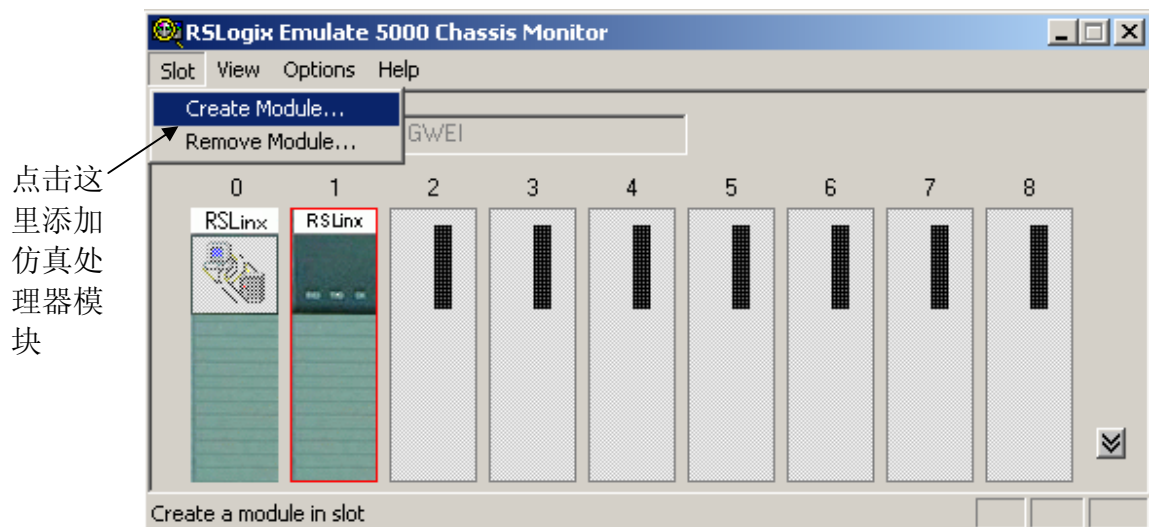 RSLogix Emulate 5000 Chassis Monitor
Slot View Options Help
Create Module...
Remove Module...
GWEI
点击这
里添加
仿真处
理器模
块
0 1 2 3 4 5 6 7 8
RSLinx RSLinx
Create a module in slot